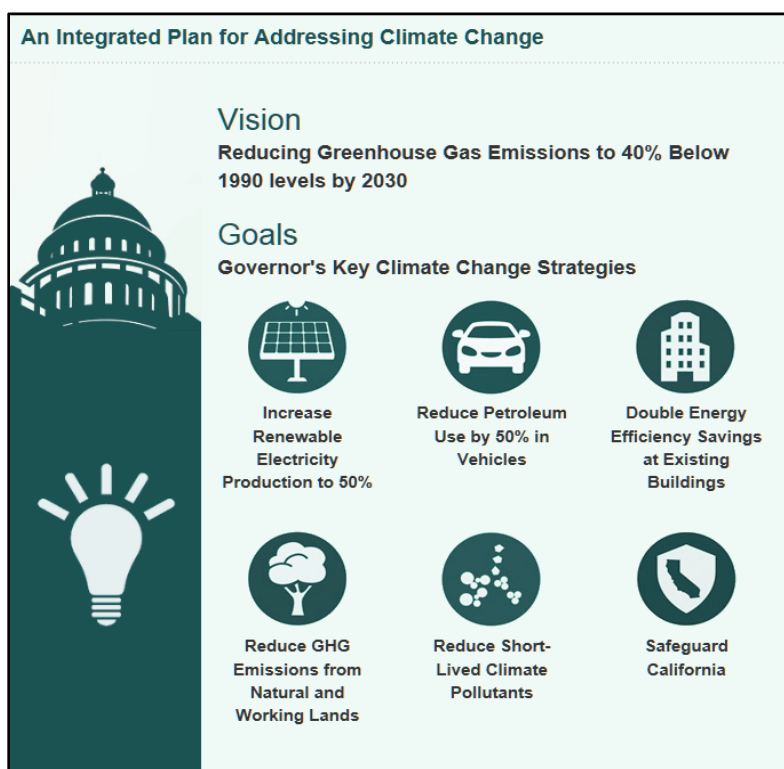 An Integrated Plan for Addressing Climate Change
Vision
Reducing Greenhouse Gas Emissions to 40% Below
1990 levels by 2030
Goals
Governor's Key Climate Change Strategies
Increase
Renewable
Electricity
Production to 50%
Reduce Petroleum
Use by 50% in
Vehicles
Double Energy
Efficiency Savings
at Existing
Buildings
Reduce GHG
Emissions from
Natural and
Working Lands
Reduce Short-
Lived Climate
Pollutants
Safeguard
California